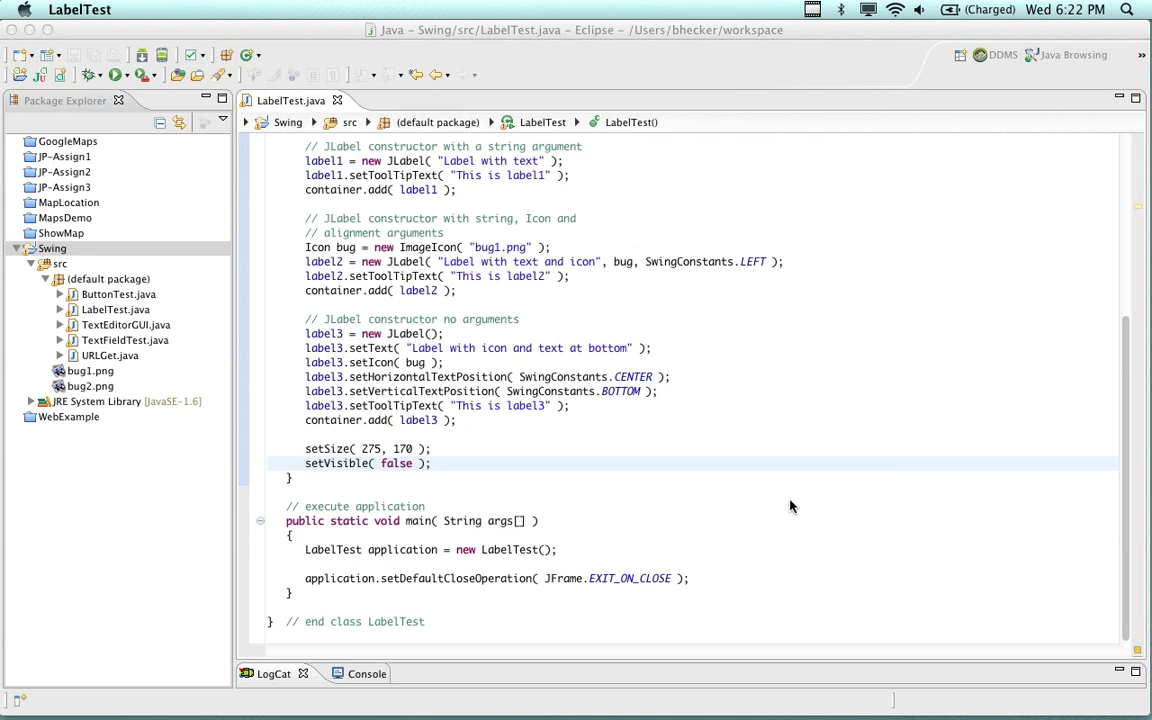 LabelTest
(Charged) Wed 6:22 PM
Java – Swing/src/LabelTest.java – Eclipse – /Users/bhecker/workspace
DDMS
Java Browsing
»
Package Explorer
GoogleMaps
JP-Assign1
JP-Assign2
JP-Assign3
MapLocation
MapsDemo
ShowMap
Swing
src
(default package)
ButtonTest.java
LabelTest.java
TextEditorGUI.java
TextFieldTest.java
URLGet.java
bug1.png
bug2.png
JRE System Library [JavaSE-1.6]
WebExample
LabelTest.java
Swing
src
(default package)
LabelTest
LabelTest()
// JLabel constructor with a string argument
label1 = new JLabel( "Label with text" );
label1.setToolTipText( "This is label1" );
container.add( label1 );
// JLabel constructor with string, Icon and
// alignment arguments
Icon bug = new ImageIcon( "bug1.png" );
label2 = new JLabel( "Label with text and icon", bug, SwingConstants.LEFT );
label2.setToolTipText( "This is label2" );
container.add( label2 );
// JLabel constructor no arguments
label3 = new JLabel();
label3.setText( "Label with icon and text at bottom" );
label3.setIcon( bug );
label3.setHorizontalTextPosition( SwingConstants.CENTER );
label3.setVerticalTextPosition( SwingConstants.BOTTOM );
label3.setToolTipText( "This is label3" );
container.add( label3 );
setSize( 275, 170 );
setVisible( false );
}
// execute application
public static void main( String args[] )
{
LabelTest application = new LabelTest();
application.setDefaultCloseOperation( JFrame.EXIT_ON_CLOSE );
}
} // end class LabelTest
LogCat
Console